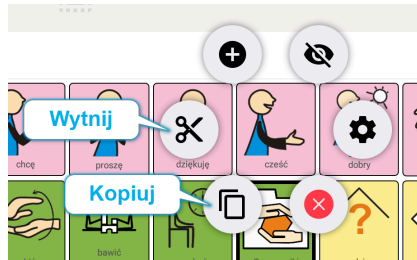 Wytnij
chcę
proszę
dziękuję
cześć
dobry
Kopiuj
?
bawić